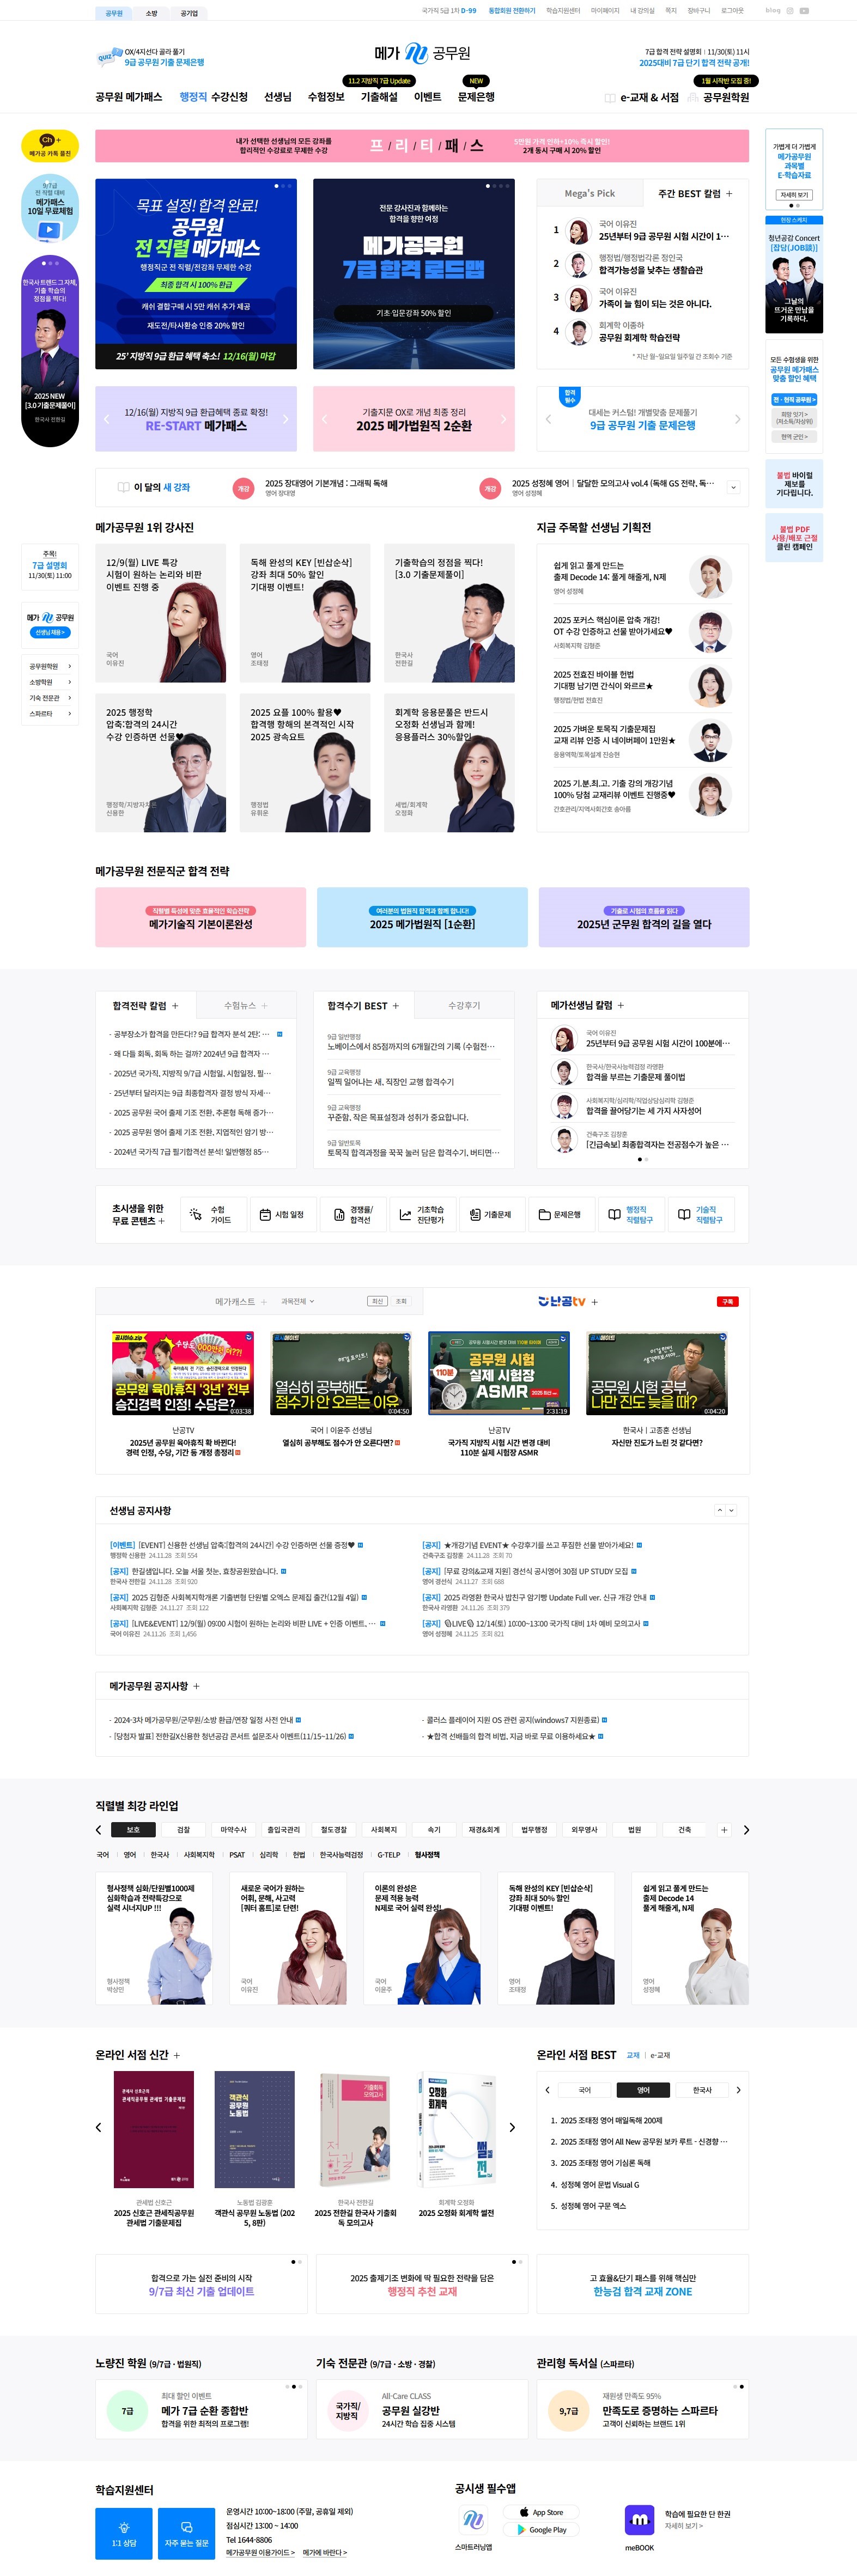 공무원
소방
공기업
국가직 5급 1차 D-99
통합회원 전환하기
학습지원센터
마이페이지
내 강의실
쪽지
장바구니
로그아웃
blog
QUIZ
OX/4지선다 골라 풀기
9급 공무원 기출 문제은행
메가 공무원
7급 합격 전략 설명회 | 11/30(토) 11시
2025대비 7급 단기 합격 전략 공개!
11.2 지방직 7급 Update
NEW
1월 시작반 모집 중!
공무원 메가패스
행정직 수강신청
선생님
수험정보
기출해설
이벤트
문제은행
e-교재 & 서점
공무원학원
Ch+
메가공 카톡 플친
9/7급
전 직렬 대비
메가패스
10일 무료체험
한국사트렌드그자체,
기출 학습의
정점을 찍다!
2025 NEW
[3.0 기출문제풀이]
한국사 전한길
주목!
7급 설명회
11/30(토) 11:00
메가 공무원
선생님 채용 >
공무원학원
소방학원
기숙 전문관
스파르타
내가 선택한 선생님의 모든 강좌를
합리적인 수강료로 무제한 수강
프 / 리 / 티 / 패 / 스
5만원 가격 인하+10% 즉시 할인!
2개 동시 구매 시 20% 할인
목표 설정! 합격 완료!
공무원
전 직렬 메가패스
행정직군 전 직렬/전강좌 무제한 수강
최종 합격 시 100% 환급
캐쉬 결합구매 시 5만 캐쉬 추가 제공
재도전/타사환승 인증 20% 할인
25' 지방직 9급 환급 혜택 축소! 12/16(월) 마감
전문 강사진과 함께하는
합격을 향한 여정
메가공무원
7급 합격 로드맵
기초·입문강좌 50% 할인
Mega's Pick
주간 BEST 칼럼
1
국어 이유진
25년부터 9급 공무원 시험 시간이 1…
2
행정법/행정법각론 정인국
합격가능성을 낮추는 생활습관
3
국어 이유진
가족이 늘 힘이 되는 것은 아니다.
4
회계학 이중하
공무원 회계학 학습전략
* 지난 월~일요일 일주일 간 조회수 기준
12/16(월) 지방직 9급 환급혜택 종료 확정!
RE-START 메가패스
기출지문 OX로 개념 최종 정리
2025 메가법원직 2순환
합격
필수
대세는 커스텀! 개별맞춤 문제풀기
9급 공무원 기출 문제은행
이 달의 새 강좌
개강
2025 장대영어 기본개념 : 그래픽 독해
영어 장대영
개강
2025 성정혜 영어 | 달달한 모의고사 vol.4 (독해 GS 전략, 독…
영어 성정혜
가볍게 더 가볍게
메가공무원
과목별
E-학습자료
자세히 보기
현장 스케치
청년공감 Concert
[잡담(JOB談)]
그날의
뜨거운 만남을
기록하다.
모든 수험생을 위한
공무원 메가패스
맞춤 할인 혜택
전·현직 공무원 >
희망 잇기 >
(저소득/차상위)
현역 군인 >
불법 바이럴
제보를
기다립니다.
불법 PDF
사용/배포 근절
클린 캠페인
메가공무원 1위 강사진
12/9(월) LIVE 특강
시험이 원하는 논리와 비판
이벤트 진행 중
국어
이유진
독해 완성의 KEY [빈삽순삭]
강좌 최대 50% 할인
기대평 이벤트!
영어
조태정
기출학습의 정점을 찍다!
[3.0 기출문제풀이]
한국사
전한길
2025 행정학
압축:합격의 24시간
수강 인증하면 선물♥
행정학/지방자치론
신용한
2025 요플 100% 활용♥
합격행 항해의 본격적인 시작
2025 광속요트
행정법
유휘운
회계학 응용문풀은 반드시
오정화 선생님과 함께!
응용플러스 30%할인
세법/회계학
오정화
지금 주목할 선생님 기획전
쉽게 읽고 풀게 만드는
출제 Decode 14: 풀게 해줄게, N제
영어 성정혜
2025 포커스 핵심이론 압축 개강!
OT 수강 인증하고 선물 받아가세요♥
사회복지학 김형준
2025 전효진 바이블 헌법
기대평 남기면 간식이 와르르★
행정법/헌법 전효진
2025 가벼운 토목직 기출문제집
교재 리뷰 인증 시 네이버페이 1만원★
응용역학/토목설계 진승현
2025 기.분.최.고. 기출 강의 개강기념
100% 당첨 교재리뷰 이벤트 진행중♥
간호관리/지역사회간호 송아름
메가공무원 전문직군 합격 전략
직렬별 특성에 맞춘 효율적인 학습전략
메가기술직 기본이론완성
여러분의 법원직 합격과 함께 합니다!
2025 메가법원직 [1순환]
기출로 시험의 흐름을 읽다
2025년 군무원 합격의 길을 열다
합격전략 칼럼
수험뉴스
· 공부장소가 합격을 만든다!? 9급 합격자 분석 2탄: …
· 왜 다들 회독, 회독 하는 걸까? 2024년 9급 합격자 …
· 2025년 국가직, 지방직 9/7급 시험일, 시험일정, 필…
· 25년부터 달라지는 9급 최종합격자 결정 방식 자세…
· 2025 공무원 국어 출제 기조 전환, 추론형 독해 증가…
· 2025 공무원 영어 출제 기조 전환, 지엽적인 암기 방…
· 2024년 국가직 7급 필기합격선 분석! 일반행정 85…
합격수기 BEST
수강후기
9급 일반행정
노베이스에서 85점까지의 6개월간의 기록 (수험전…
9급 교육행정
일찍 일어나는 새, 직장인 교행 합격수기
9급 교육행정
꾸준함, 작은 목표설정과 성취가 중요합니다.
9급 일반토목
토목직 합격과정을 꾹꾹 눌러 담은 합격수기, 버티면…
메가선생님 칼럼
국어 이유진
25년부터 9급 공무원 시험 시간이 100분에…
한국사/한국사능력검정 라영환
합격을 부르는 기출문제 풀이법
사회복지학/심리학/직업상담심리학 김형준
합격을 끌어당기는 세 가지 사자성어
건축구조 김창훈
[긴급속보] 최종합격자는 전공점수가 높은 …
초시생을 위한
무료 콘텐츠
수험
가이드
시험 일정
경쟁률/
합격선
기초학습
진단평가
기출문제
문제은행
행정직
직렬탐구
기술직
직렬탐구
메가캐스트
과목전체
최신
조회
난공tv
구독
공시이슈.zip
공무원 육아휴직 '3년' 전부
승진경력 인정! 수당은?
0:03:38
난공TV
2025년 공무원 육아휴직 확 바뀐다!
경력 인정, 수당, 기간 등 개정 총정리
열심히 공부해도
점수가 안 오르는 이유
0:04:50
국어 | 이윤주 선생님
열심히 공부해도 점수가 안 오른다면?
110분
공무원 시험
실제 시험장
ASMR
2:31:19
난공TV
국가직 지방직 시험 시간 변경 대비
110분 실제 시험장 ASMR
공무원 시험 공부
나만 진도 늦을 때?
0:04:20
한국사 | 고종훈 선생님
자신만 진도가 느린 것 같다면?
선생님 공지사항
[이벤트] [EVENT] 신용한 선생님 압축:[합격의 24시간] 수강 인증하면 선물 증정♥
행정학 신용한 24.11.28 조회 554
[공지] ★개강기념 EVENT★ 수강후기를 쓰고 푸짐한 선물 받아가세요!
건축구조 김창훈 24.11.28 조회 70
[공지] 한길샘입니다. 오늘 서울 첫눈, 효창공원왔습니다.
한국사 전한길 24.11.28 조회 920
[공지] [무료 강의&교재 지원] 경선식 공시영어 30점 UP STUDY 모집
영어 경선식 24.11.27 조회 688
[공지] 2025 김형준 사회복지학개론 기출변형 단원별 오엑스 문제집 출간(12월 4일)
사회복지학 김형준 24.11.27 조회 122
[공지] 2025 라영환 한국사 밥친구 암기빵 Update Full ver. 신규 개강 안내
한국사 라영환 24.11.26 조회 379
[공지] [LIVE&EVENT] 12/9(월) 09:00 시험이 원하는 논리와 비판 LIVE + 인증 이벤트, …
국어 이유진 24.11.26 조회 1,456
[공지] LIVE 12/14(토) 10:00~13:00 국가직 대비 1차 예비 모의고사
영어 성정혜 24.11.25 조회 821
메가공무원 공지사항
· 2024-3차 메가공무원/군무원/소방 환급/연장 일정 사전 안내
· 콜러스 플레이어 지원 OS 관련 공지(windows7 지원종료)
· [당첨자 발표] 전한길X신용한 청년공감 콘서트 설문조사 이벤트(11/15~11/26)
· ★합격 선배들의 합격 비법, 지금 바로 무료 이용하세요★
직렬별 최강 라인업
보호
검찰
마약수사
출입국관리
철도경찰
사회복지
속기
재경&회계
법무행정
외무영사
법원
건축
국어
영어
한국사
사회복지학
PSAT
심리학
헌법
한국사능력검정
G-TELP
형사정책
형사정책 심화/단원별1000제
심화학습과 전략특강으로
실력 시너지UP !!!
형사정책
박상민
새로운 국어가 원하는
어휘, 문해, 사고력
[쿼터 홈트]로 단련!
국어
이유진
이론의 완성은
문제 적용 능력
N제로 국어 실력 완성!
국어
이윤주
독해 완성의 KEY [빈삽순삭]
강좌 최대 50% 할인
기대평 이벤트!
영어
조태정
쉽게 읽고 풀게 만드는
출제 Decode 14
풀게 해줄게, N제
영어
성정혜
온라인 서점 신간
관세사 신호근의
관세직공무원 관세법 기출문제집
관세법 신호근
2025 신호근 관세직공무원
관세법 기출문제집
객관식
공무원
노동법
노동법 김광훈
객관식 공무원 노동법 (202
5, 8판)
기출회독
모의고사
전한길
한국사 전한길
2025 전한길 한국사 기출회
독 모의고사
오정화
회계학
썰전
회계학 오정화
2025 오정화 회계학 썰전
온라인 서점 BEST
교재 | e-교재
국어
영어
한국사
1. 2025 조태정 영어 매일독해 200제
2. 2025 조태정 영어 All New 공무원 보카 루트 - 신경향 …
3. 2025 조태정 영어 기심론 독해
4. 성정혜 영어 문법 Visual G
5. 성정혜 영어 구문 엑스
합격으로 가는 실전 준비의 시작
9/7급 최신 기출 업데이트
2025 출제기조 변화에 딱 필요한 전략을 담은
행정직 추천 교재
고 효율&단기 패스를 위해 핵심만
한능검 합격 교재 ZONE
노량진 학원 (9/7급 · 법원직)
7급
최대 할인 이벤트
메가 7급 순환 종합반
합격을 위한 최적의 프로그램!
기숙 전문관 (9/7급 · 소방 · 경찰)
국가직/
지방직
All-Care CLASS
공무원 실강반
24시간 학습 집중 시스템
관리형 독서실 (스파르타)
9,7급
재원생 만족도 95%
만족도로 증명하는 스파르타
고객이 신뢰하는 브랜드 1위
학습지원센터
1:1 상담
자주 묻는 질문
운영시간 10:00~18:00 (주말, 공휴일 제외)
점심시간 13:00 ~ 14:00
Tel 1644-8806
메가공무원 이용가이드 >
메가에 바란다 >
공시생 필수앱
스마트러닝앱
App Store
Google Play
m
meBOOK
학습에 필요한 단 한권
자세히 보기 >